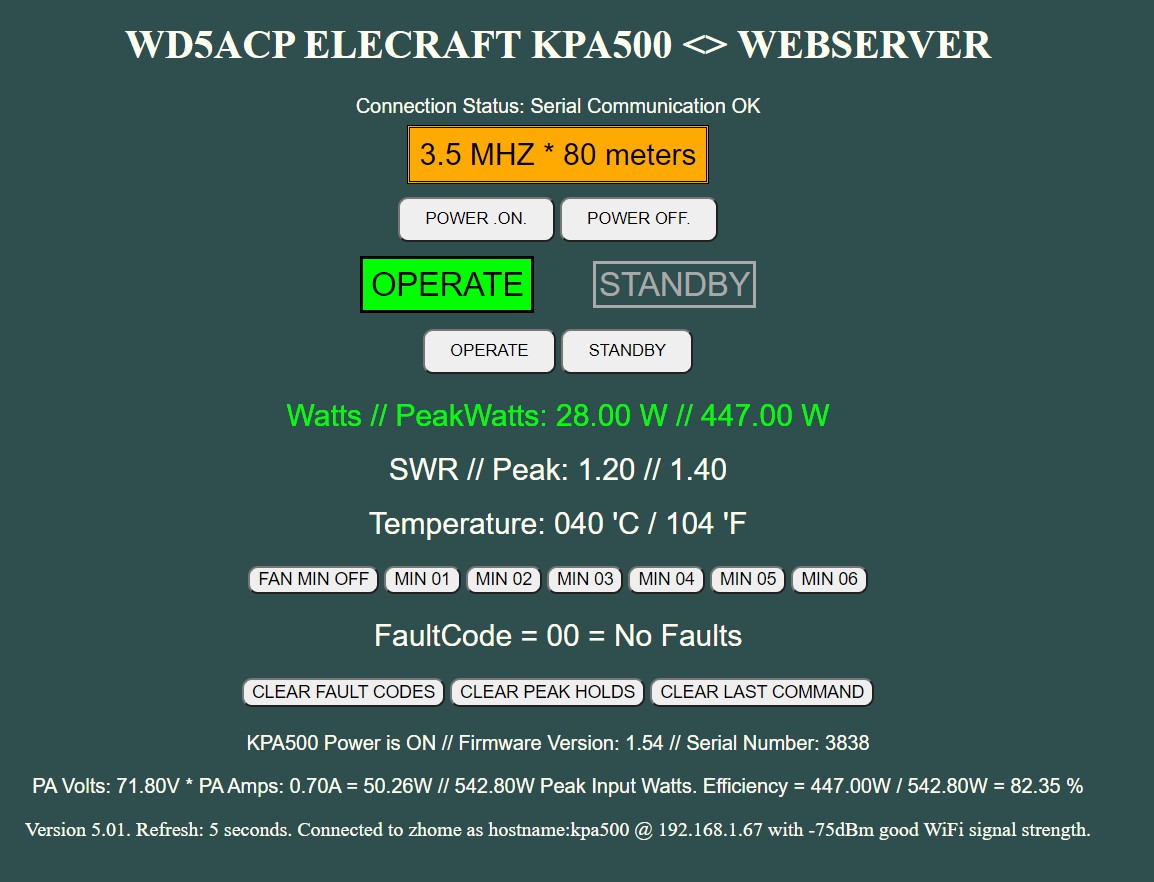 WD5ACP ELECRAFT KPA500 <> WEBSERVER
Connection Status: Serial Communication OK
3.5 MHZ * 80 meters
POWER .ON. POWER OFF.
OPERATE STANDBY
OPERATE STANDBY
Watts // PeakWatts: 28.00 W // 447.00 W
SWR // Peak: 1.20 // 1.40
Temperature: 040 'C / 104 'F
FAN MIN OFF MIN 01 MIN 02 MIN 03 MIN 04 MIN 05 MIN 06
FaultCode = 00 = No Faults
CLEAR FAULT CODES CLEAR PEAK HOLDS CLEAR LAST COMMAND
KPA500 Power is ON // Firmware Version: 1.54 // Serial Number: 3838
PA Volts: 71.80V * PA Amps: 0.70A = 50.26W // 542.80W Peak Input Watts. Efficiency = 447.00W / 542.80W = 82.35 %
Version 5.01. Refresh: 5 seconds. Connected to zhome as hostname:kpa500 @ 192.168.1.67 with -75dBm good WiFi signal strength.